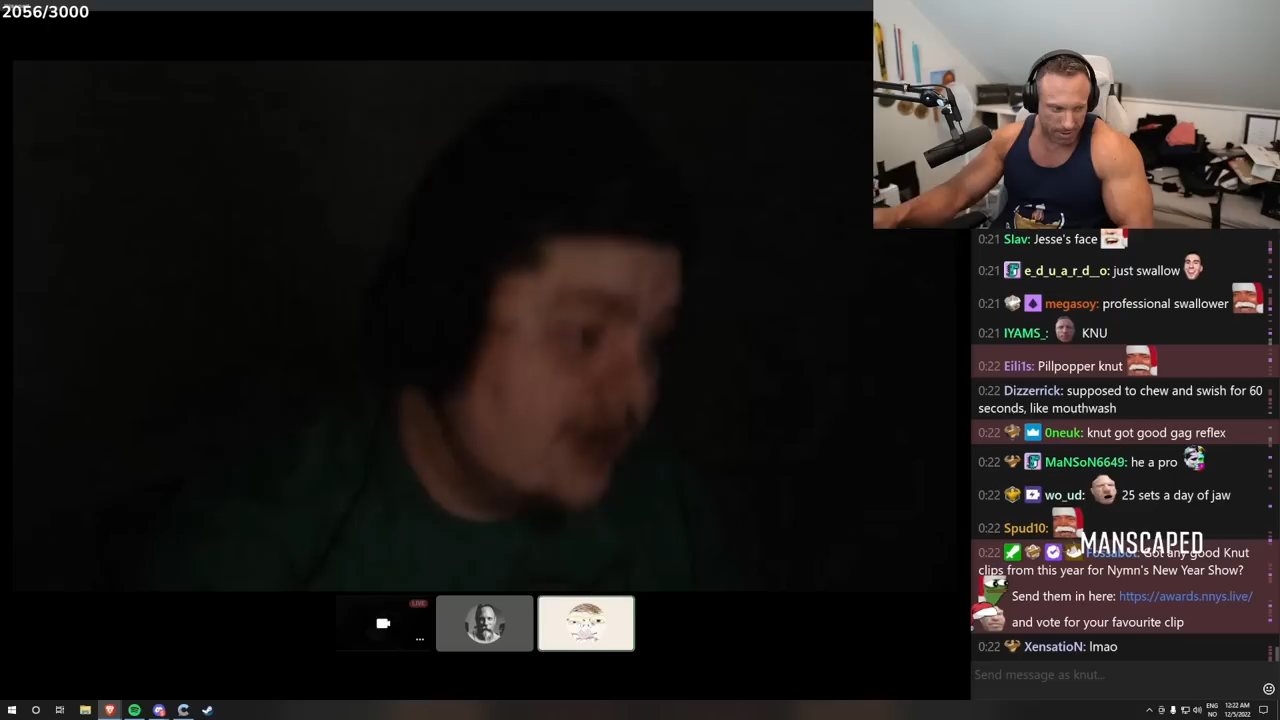 2056/3000
0:21 Slav: Jesse's face
0:21 e_d_u_a_r_d__o: just swallow
0:21 megasoy: professional swallower
0:21 IYAMS_: KNU
0:22 Eili1s: Pillpopper knut
0:22 Dizzerrick: supposed to chew and swish for 60
seconds, like mouthwash
0:22 0neuk: knut got good gag reflex
0:22 MaNSoN6649: he a pro
0:22 wo_ud: 25 sets a day of jaw
0:22 Spud10:
MANSCAPED
0:22 Fossabot: Got any good Knut
clips from this year for Nymn's New Year Show?
Send them in here: https://awards.nnys.live/
and vote for your favourite clip
0:22 XensatioN: lmao
Send message as knut...
LIVE
...
ENG
NO
12:22 AM
12/5/2022